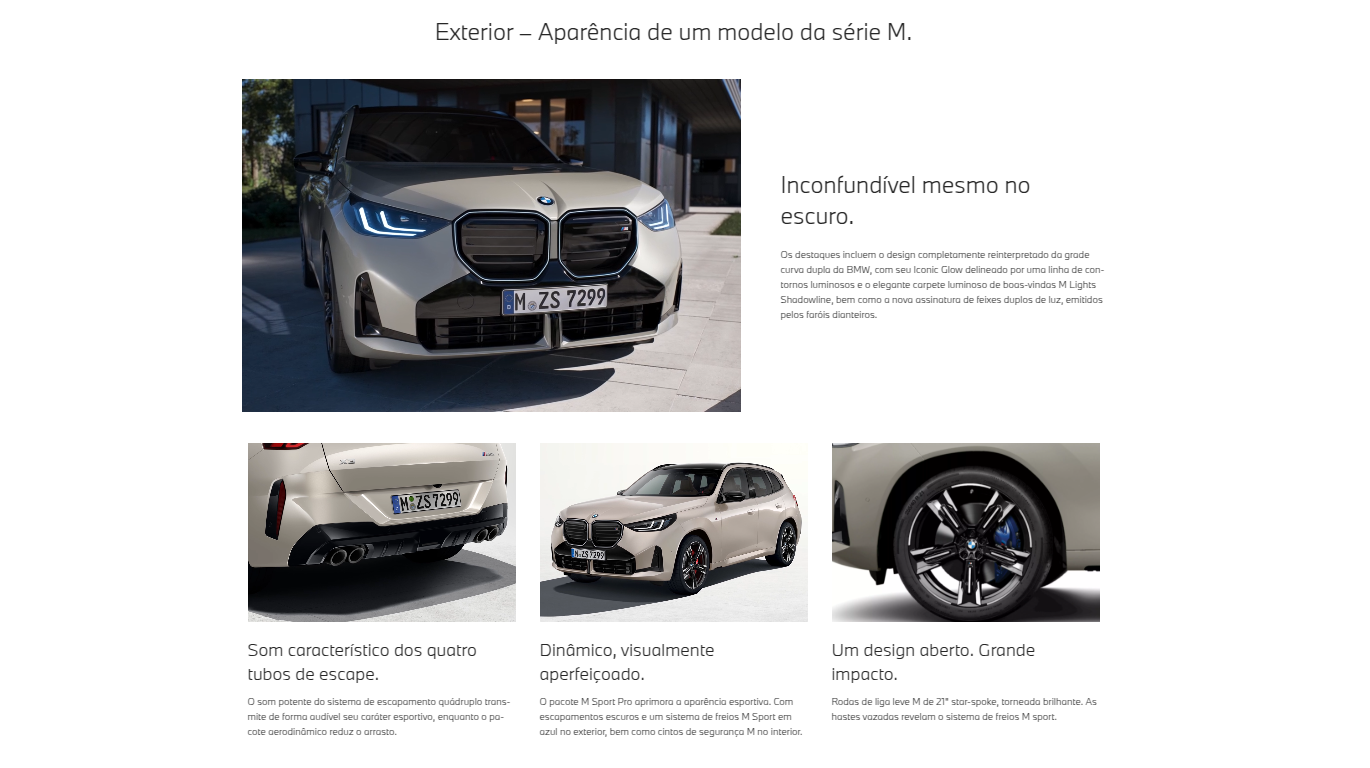 Exterior – Aparência de um modelo da série M.
M ZS 7299
Inconfundível mesmo no
escuro.
Os destaques incluem o design completamente reinterpretado da grade
curva dupla da BMW, com seu Iconic Glow delineado por uma linha de con-
tornos luminosos e o elegante carpete luminoso de boas-vindas M Lights
Shadowline, bem como a nova assinatura de feixes duplos de luz, emitidos
pelos faróis dianteiros.
M ZS 7299
M ZS 7299
Som característico dos quatro
tubos de escape.
O som potente do sistema de escapamento quádruplo trans-
mite de forma audível seu caráter esportivo, enquanto o pa-
cote aerodinâmico reduz o arrasto.
Dinâmico, visualmente
aperfeiçoado.
O pacote M Sport Pro aprimora a aparência esportiva. Com
escapamentos escuros e um sistema de freios M Sport em
azul no exterior, bem como cintos de segurança M no interior.
Um design aberto. Grande
impacto.
Rodas de liga leve M de 21" star-spoke, torneada brilhante. As
hastes vazadas revelam o sistema de freios M sport.